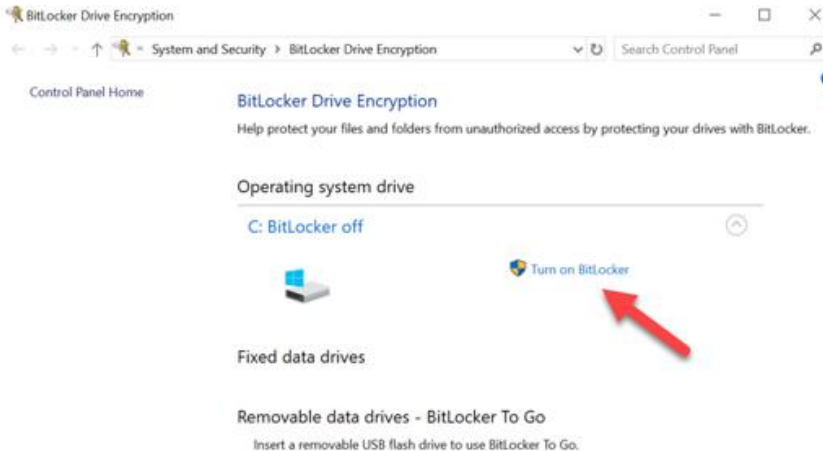 BitLocker Drive Encryption
System and Security > BitLocker Drive Encryption
Search Control Panel
Control Panel Home
BitLocker Drive Encryption
Help protect your files and folders from unauthorized access by protecting your drives with BitLocker.
Operating system drive
C: BitLocker off
Turn on BitLocker
Fixed data drives
Removable data drives - BitLocker To Go
Insert a removable USB flash drive to use BitLocker To Go.